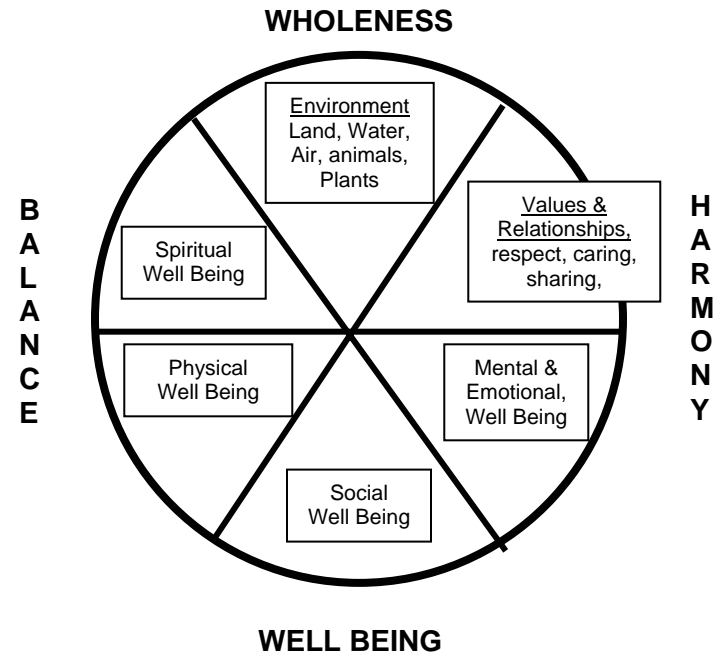 WHOLENESS
Environment
Land, Water,
Air, animals,
Plants
Values &
Relationships,
respect, caring,
sharing,
Spiritual
Well Being
B
A
L
A
N
C
E
H
A
R
M
O
N
Y
Physical
Well Being
Mental &
Emotional,
Well Being
Social
Well Being
WELL BEING